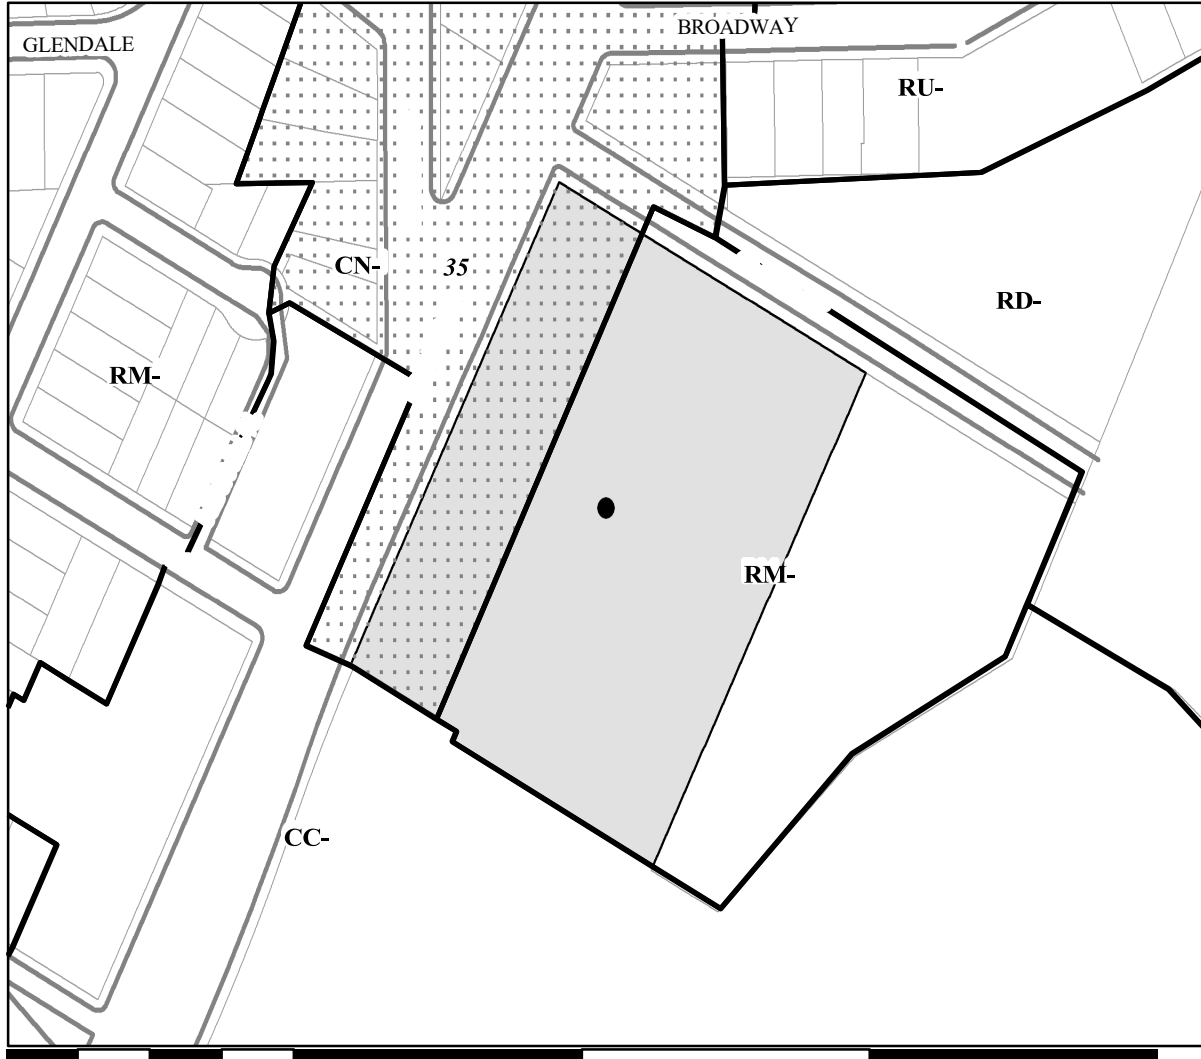 BROADWAY
GLENDALE
RU-
CN-
35
RD-
RM-
RM-
CC-